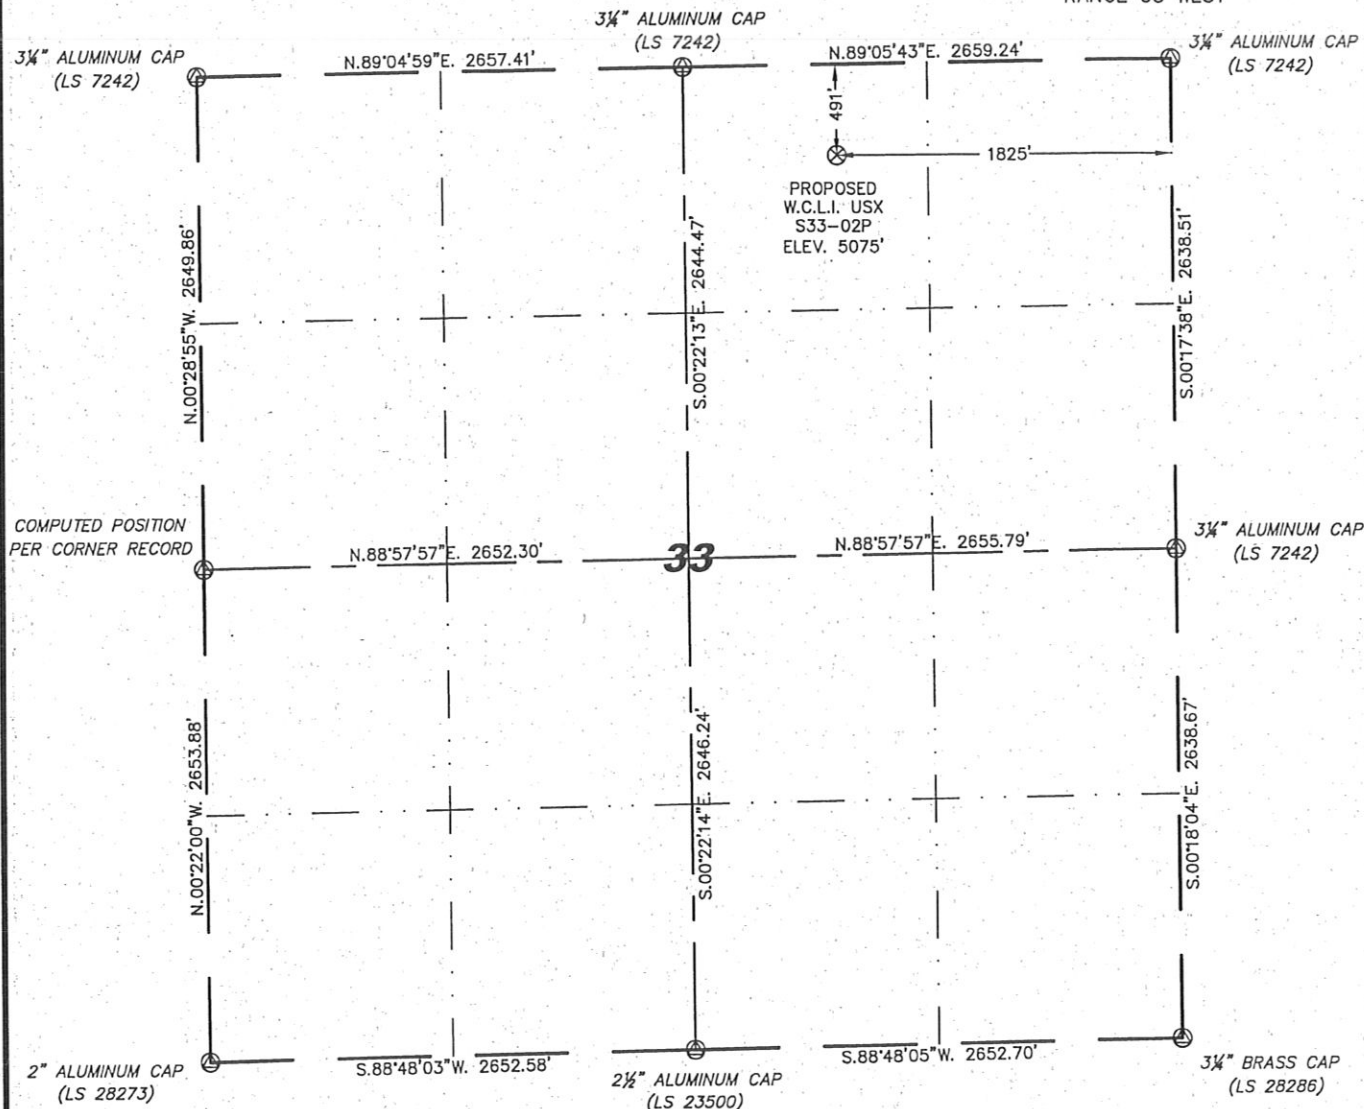 3¼" ALUMINUM CAP
(LS 7242)
3¼" ALUMINUM CAP
(LS 7242)
3¼" ALUMINUM CAP
(LS 7242)
N.89°04'59"E. 2657.41'
N.89°05'43"E. 2659.24'
491'
1825'
PROPOSED
W.C.L.I. USX
S33-02P
ELEV. 5075'
N.00°28'55"W. 2649.86'
S.00°22'13"E. 2644.47'
S.00°17'38"E. 2638.51'
COMPUTED POSITION
PER CORNER RECORD
N.88°57'57"E. 2652.30'
33
N.88°57'57"E. 2655.79'
3¼" ALUMINUM CAP
(LS 7242)
N.00°22'00"W. 2653.88'
S.00°22'14"E. 2646.24'
S.00°18'04"E. 2638.67'
2" ALUMINUM CAP
(LS 28273)
S.88°48'03"W. 2652.58'
2½" ALUMINUM CAP
(LS 23500)
S.88°48'05"W. 2652.70'
3¼" BRASS CAP
(LS 28286)